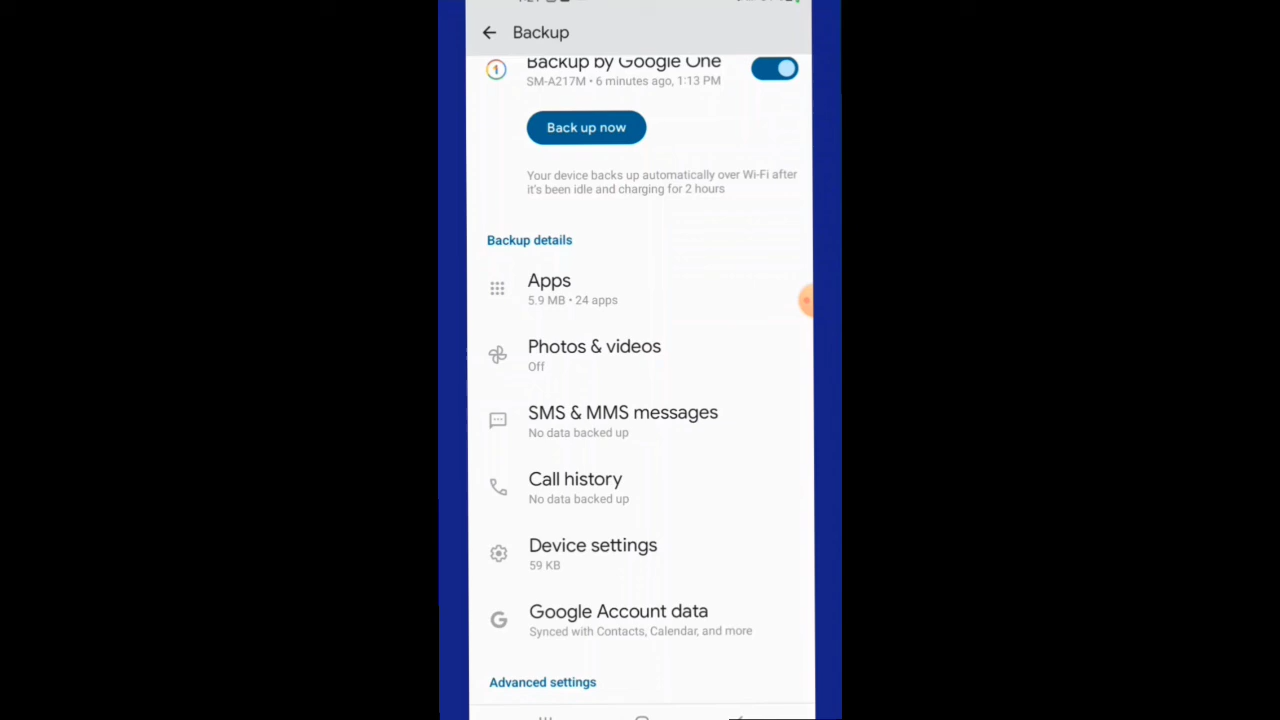 Backup
1
Backup by Google One
SM-A217M • 6 minutes ago, 1:13 PM
Back up now
Your device backs up automatically over Wi-Fi after
it's been idle and charging for 2 hours
Backup details
Apps
5.9 MB • 24 apps
Photos & videos
Off
SMS & MMS messages
No data backed up
Call history
No data backed up
Device settings
59 KB
G
Google Account data
Synced with Contacts, Calendar, and more
Advanced settings